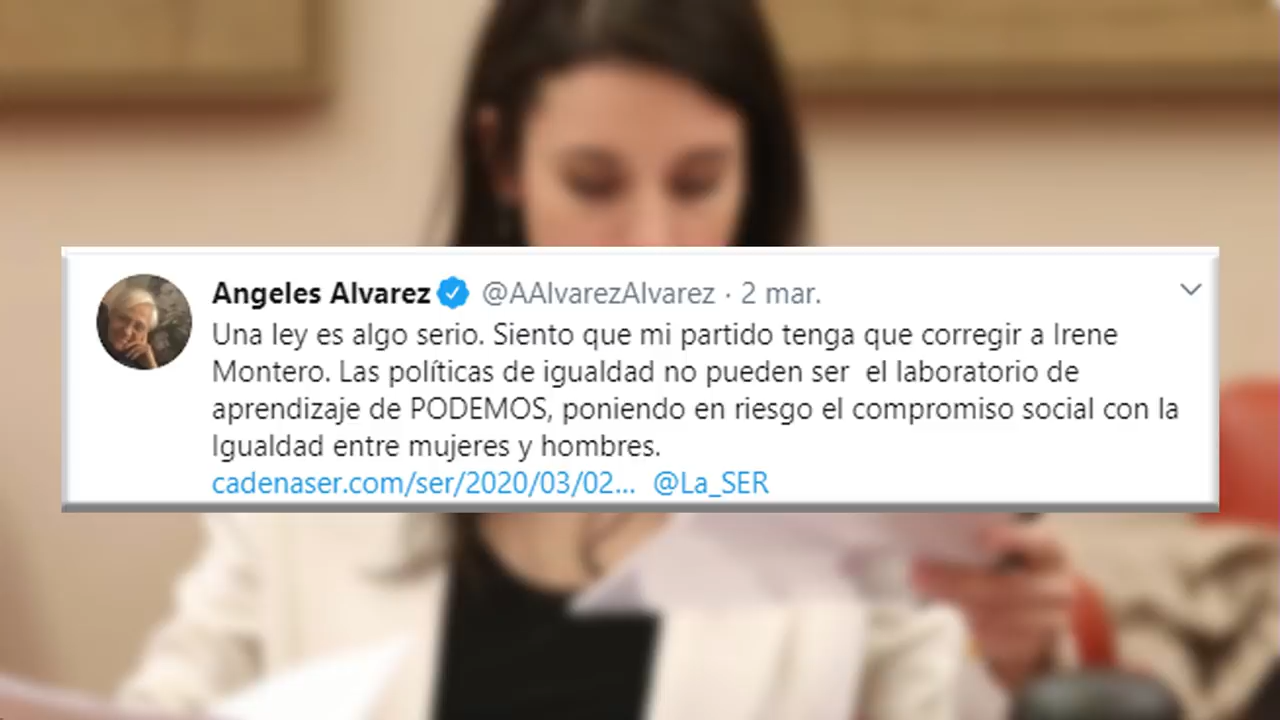 Angeles Alvarez @AAlvarezAlvarez · 2 mar.
Una ley es algo serio. Siento que mi partido tenga que corregir a Irene
Montero. Las políticas de igualdad no pueden ser  el laboratorio de
aprendizaje de PODEMOS, poniendo en riesgo el compromiso social con la
Igualdad entre mujeres y hombres.
cadenaser.com/ser/2020/03/02... @La_SER